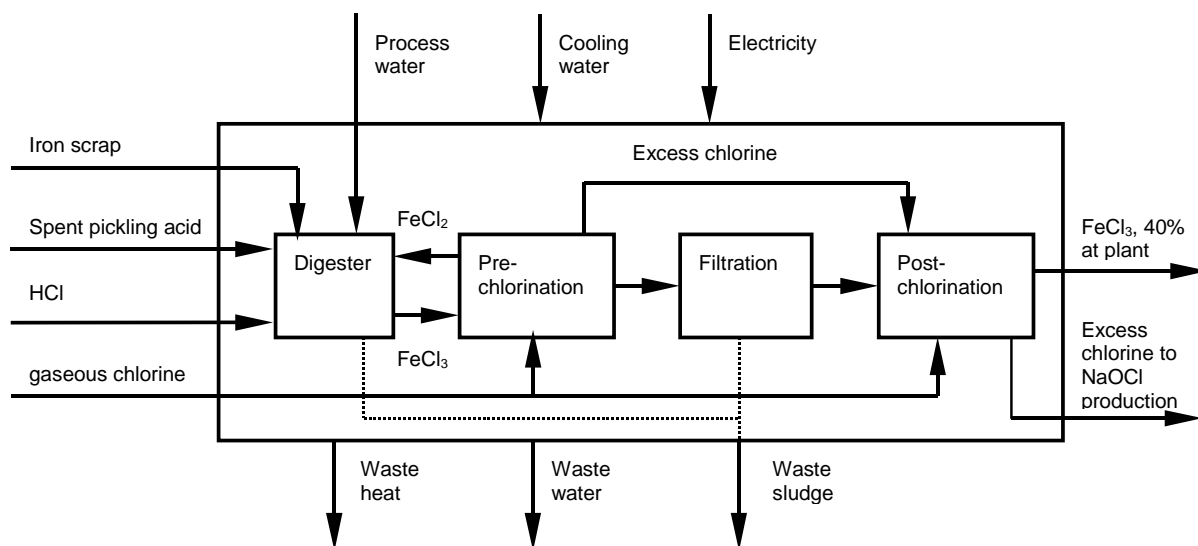 Process
water
Cooling
water
Electricity
Iron scrap
Excess chlorine
Spent pickling acid
FeCl₂
FeCl₃, 40%
at plant
Digester
Pre-
chlorination
Filtration
Post-
chlorination
HCl
FeCl₃
gaseous chlorine
Excess
chlorine to
NaOCl
production
Waste
heat
Waste
water
Waste
sludge